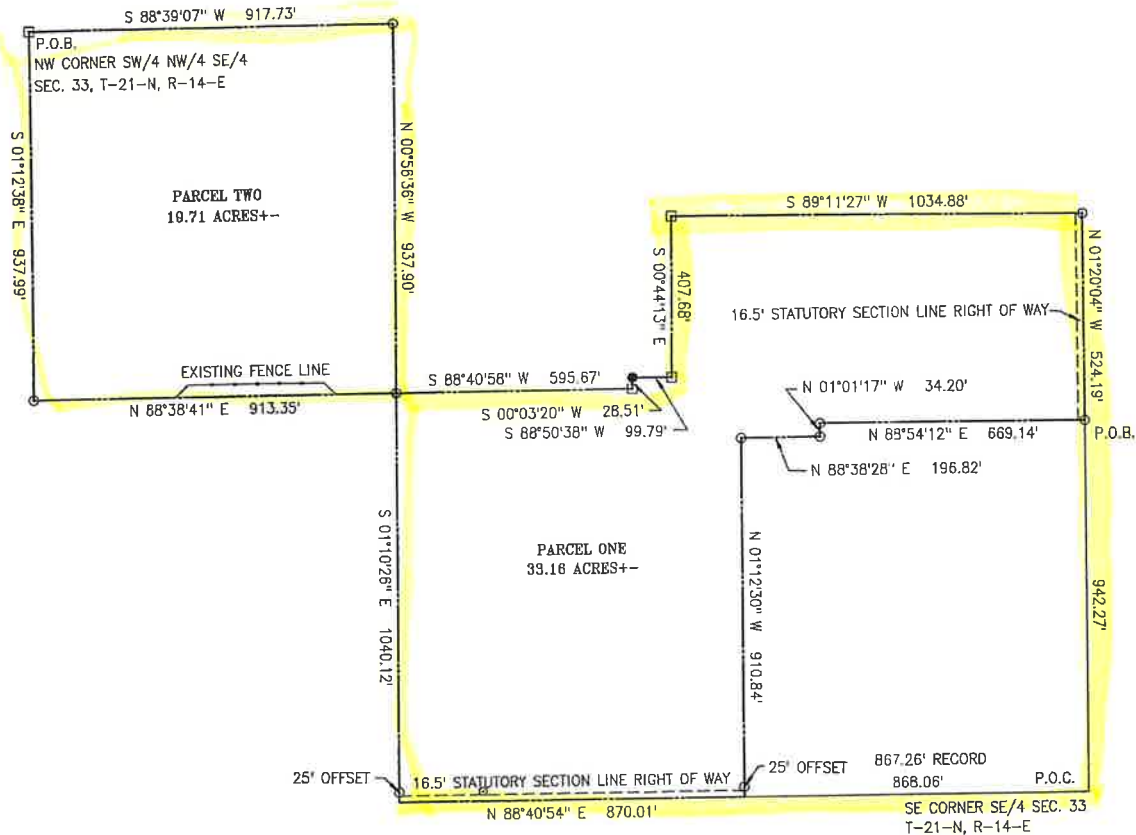 S 88°39'07" W 917.73'
P.O.B.
NW CORNER SW/4 NW/4 SE/4
SEC. 33, T-21-N, R-14-E
S 01°12'38" E 937.99'
N 00°56'36" W 937.90'
PARCEL TWO
19.71 ACRES+-
EXISTING FENCE LINE
N 88°38'41" E 913.35'
S 89°11'27" W 1034.88'
S 00°44'13" E 407.68'
N 01°20'04" W 524.19'
16.5' STATUTORY SECTION LINE RIGHT OF WAY
S 88°40'58" W 595.67'
S 00°03'20" W 28.51'
S 88°50'38" W 99.79'
N 01°01'17" W 34.20'
N 88°54'12" E 669.14'
P.O.B.
N 88°38'28" E 196.82'
S 01°10'26" E 1040.12'
PARCEL ONE
33.16 ACRES+-
N 01°12'30" W 910.84'
942.27'
25' OFFSET
16.5' STATUTORY SECTION LINE RIGHT OF WAY
25' OFFSET
867.26' RECORD
868.06'
P.O.C.
N 88°40'54" E 870.01'
SE CORNER SE/4 SEC. 33
T-21-N, R-14-E